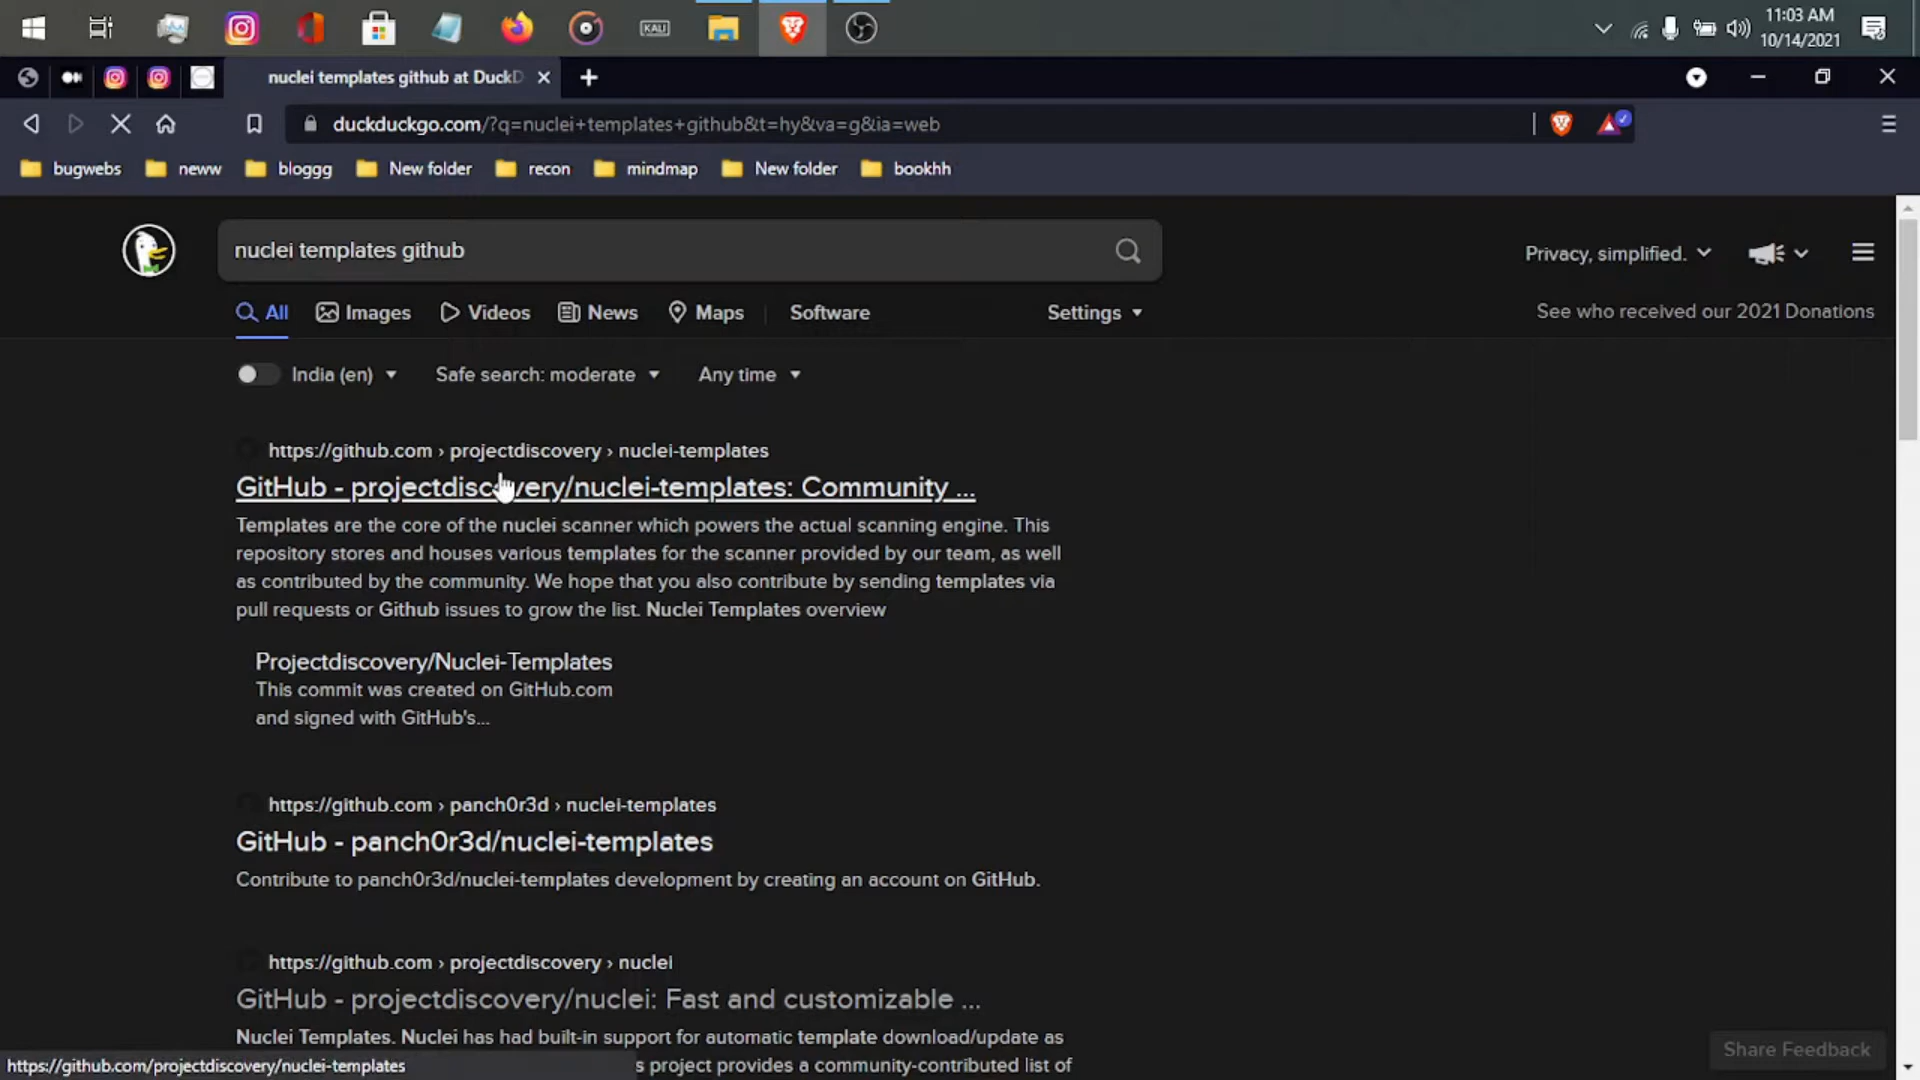 KALI
11:03 AM
10/14/2021
nuclei templates github at DuckD
duckduckgo.com/?q=nuclei+templates+github&t=hy&va=g&ia=web
bugwebs neww bloggg New folder recon mindmap New folder bookhh
nuclei templates github
Privacy, simplified.
All Images Videos News Maps Software Settings
See who received our 2021 Donations
India (en) Safe search: moderate Any time
https://github.com › projectdiscovery › nuclei-templates
GitHub - projectdiscovery/nuclei-templates: Community ...
Templates are the core of the nuclei scanner which powers the actual scanning engine. This
repository stores and houses various templates for the scanner provided by our team, as well
as contributed by the community. We hope that you also contribute by sending templates via
pull requests or Github issues to grow the list. Nuclei Templates overview
Projectdiscovery/Nuclei-Templates
This commit was created on GitHub.com
and signed with GitHub's...
https://github.com › panch0r3d › nuclei-templates
GitHub - panch0r3d/nuclei-templates
Contribute to panch0r3d/nuclei-templates development by creating an account on GitHub.
https://github.com › projectdiscovery › nuclei
GitHub - projectdiscovery/nuclei: Fast and customizable ...
Nuclei Templates. Nuclei has had built-in support for automatic template download/update as
Share Feedback
https://github.com/projectdiscovery/nuclei-templates
s project provides a community-contributed list of